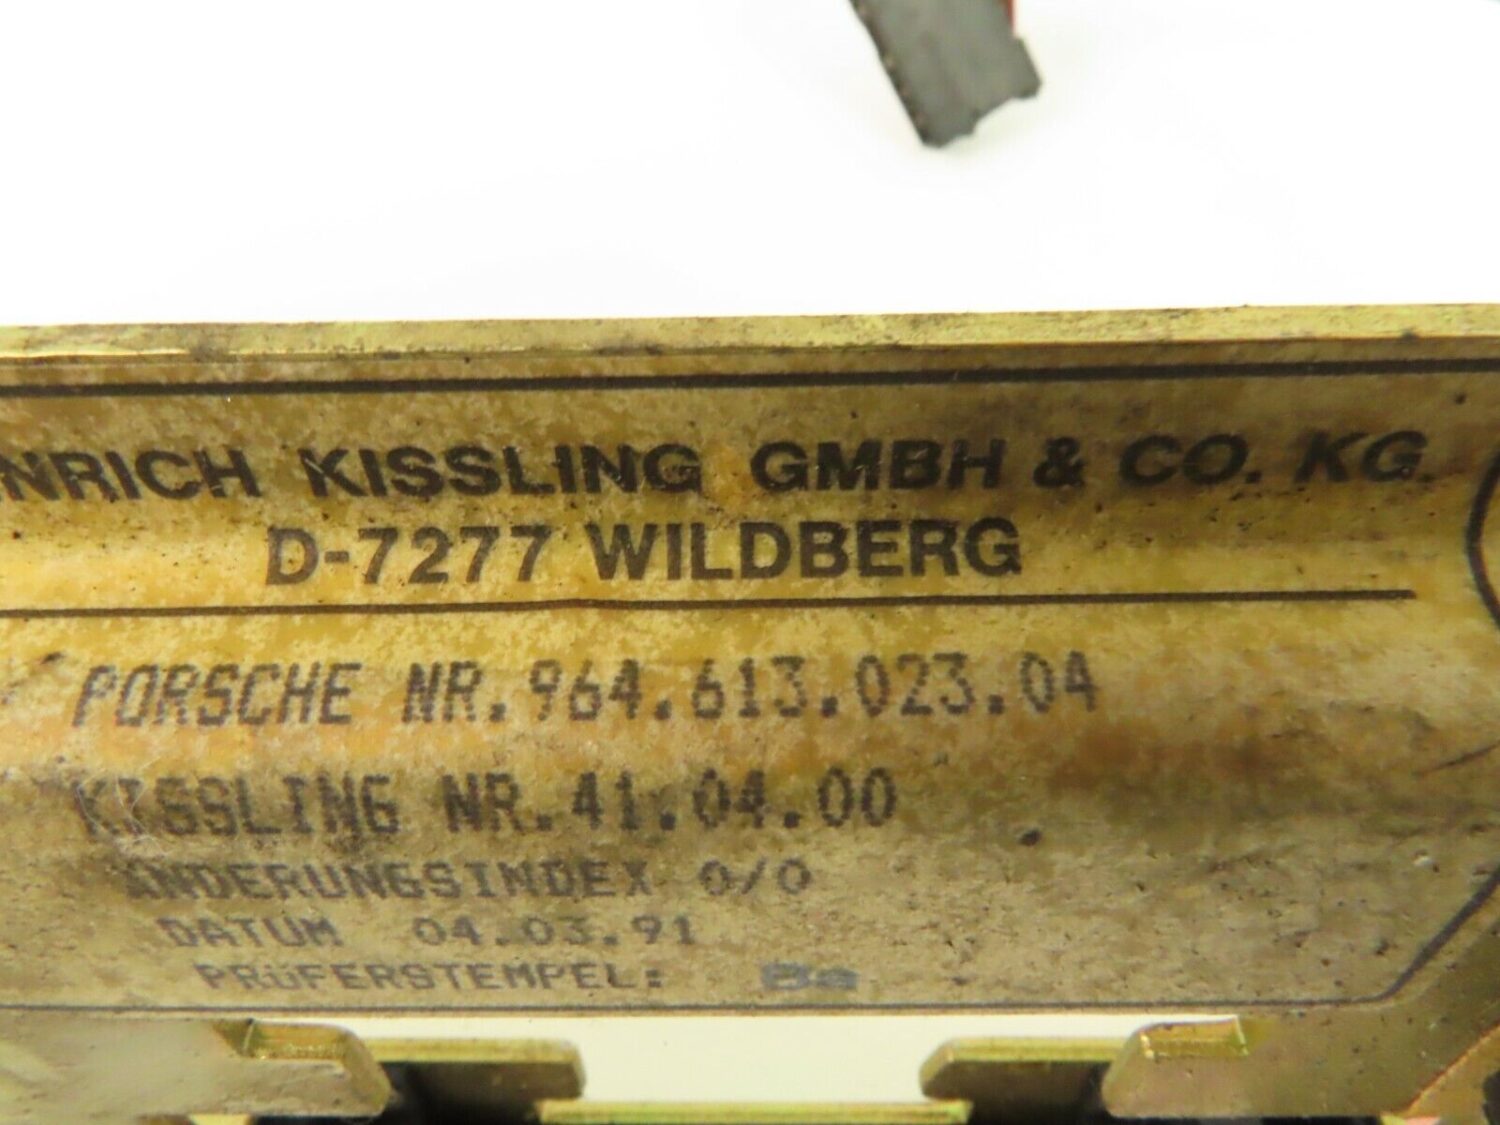 NRICH KISSLING GMBH & CO. KG.
D-7277 WILDBERG
PORSCHE NR.964.613.023.04
KISSLING NR.41.04.00
ÄNDERUNGSINDEX 0/0
DATUM 04.03.91
PRÜFERSTEMPEL: Ba